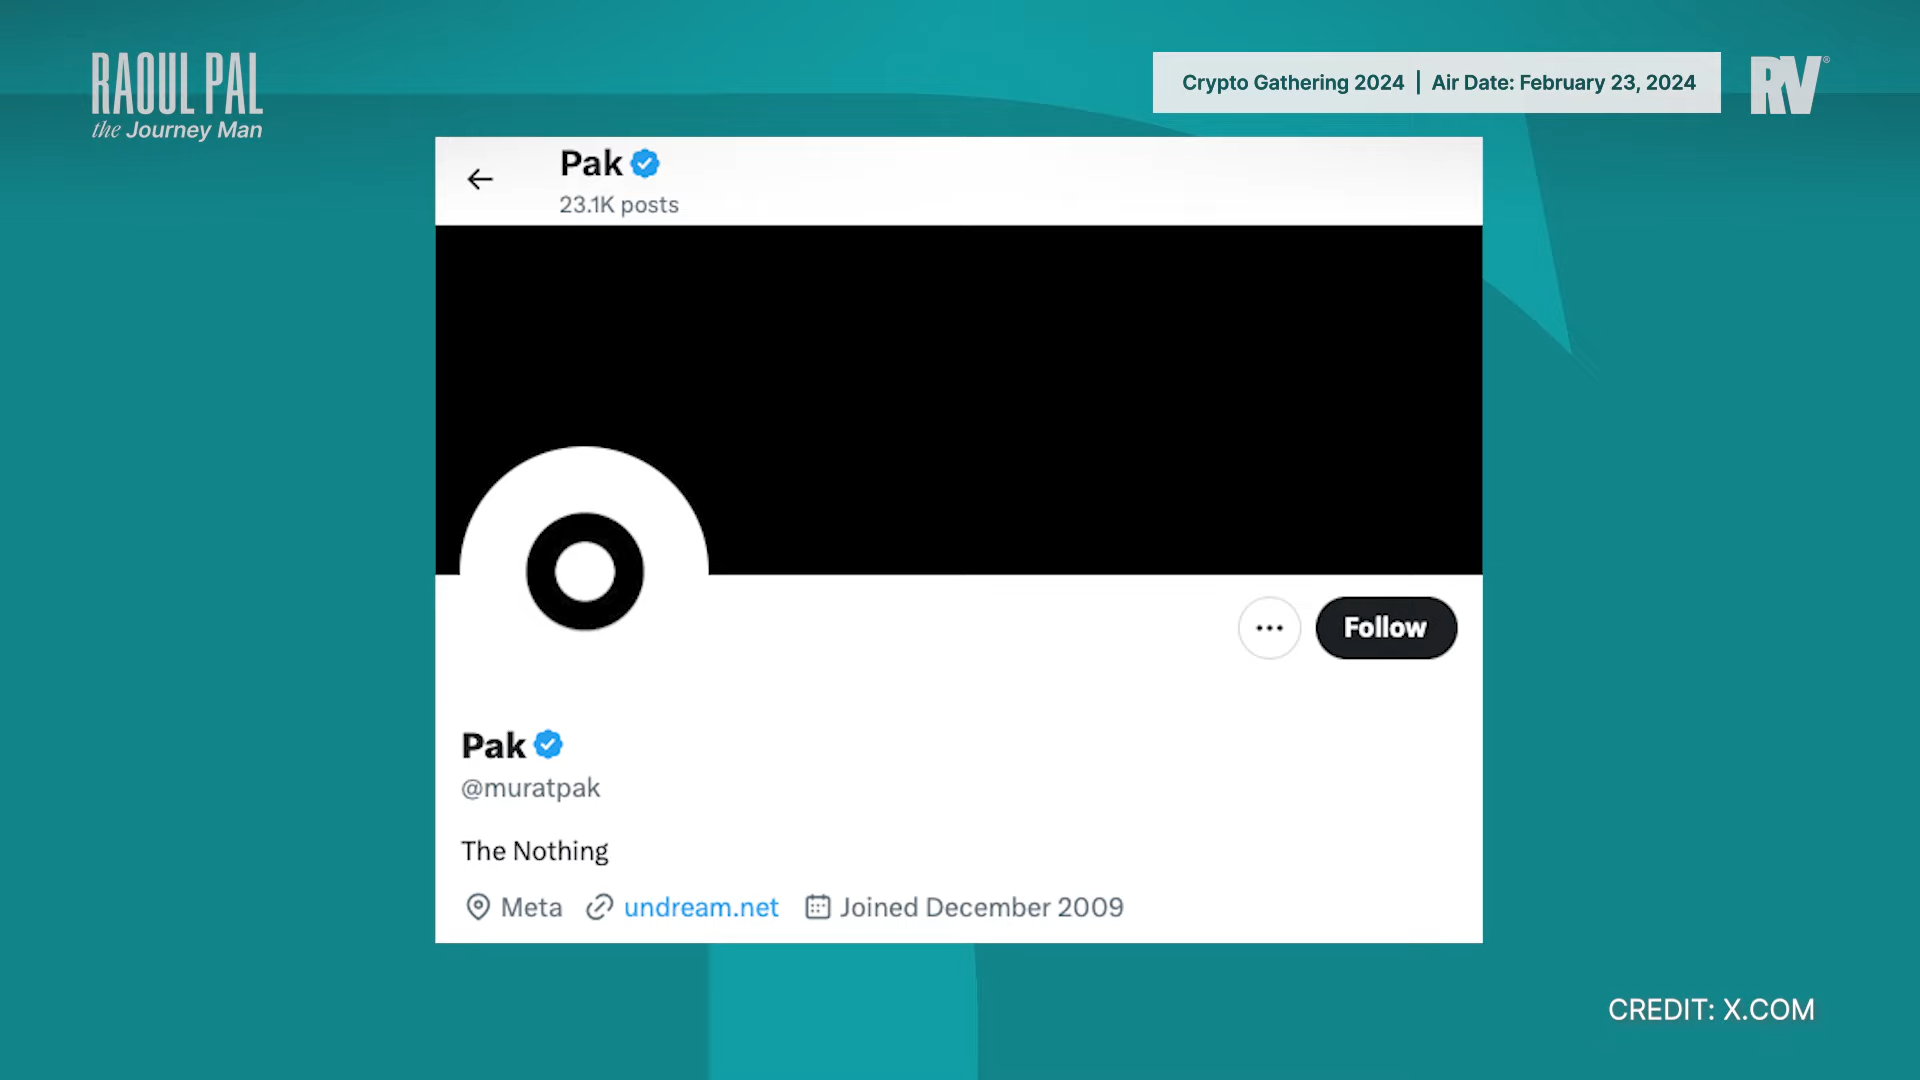 RAOUL PAL
the Journey Man
Crypto Gathering 2024 | Air Date: February 23, 2024
RV®
Pak
23.1K posts
Follow
Pak
@muratpak
The Nothing
Meta undream.net Joined December 2009
CREDIT: X.COM